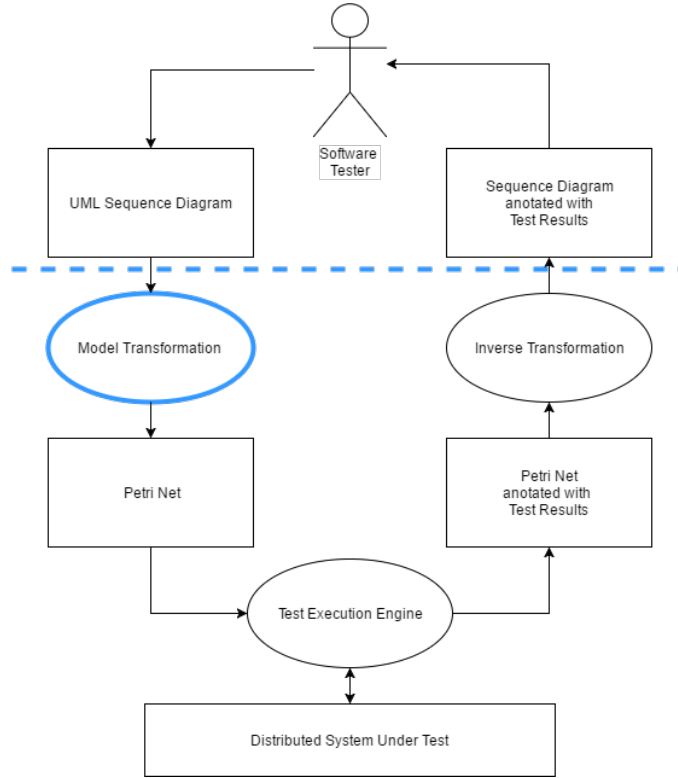 Software
Tester
UML Sequence Diagram
Sequence Diagram
anotated with
Test Results
Model Transformation
Inverse Transformation
Petri Net
Petri Net
anotated with
Test Results
Test Execution Engine
Distributed System Under Test